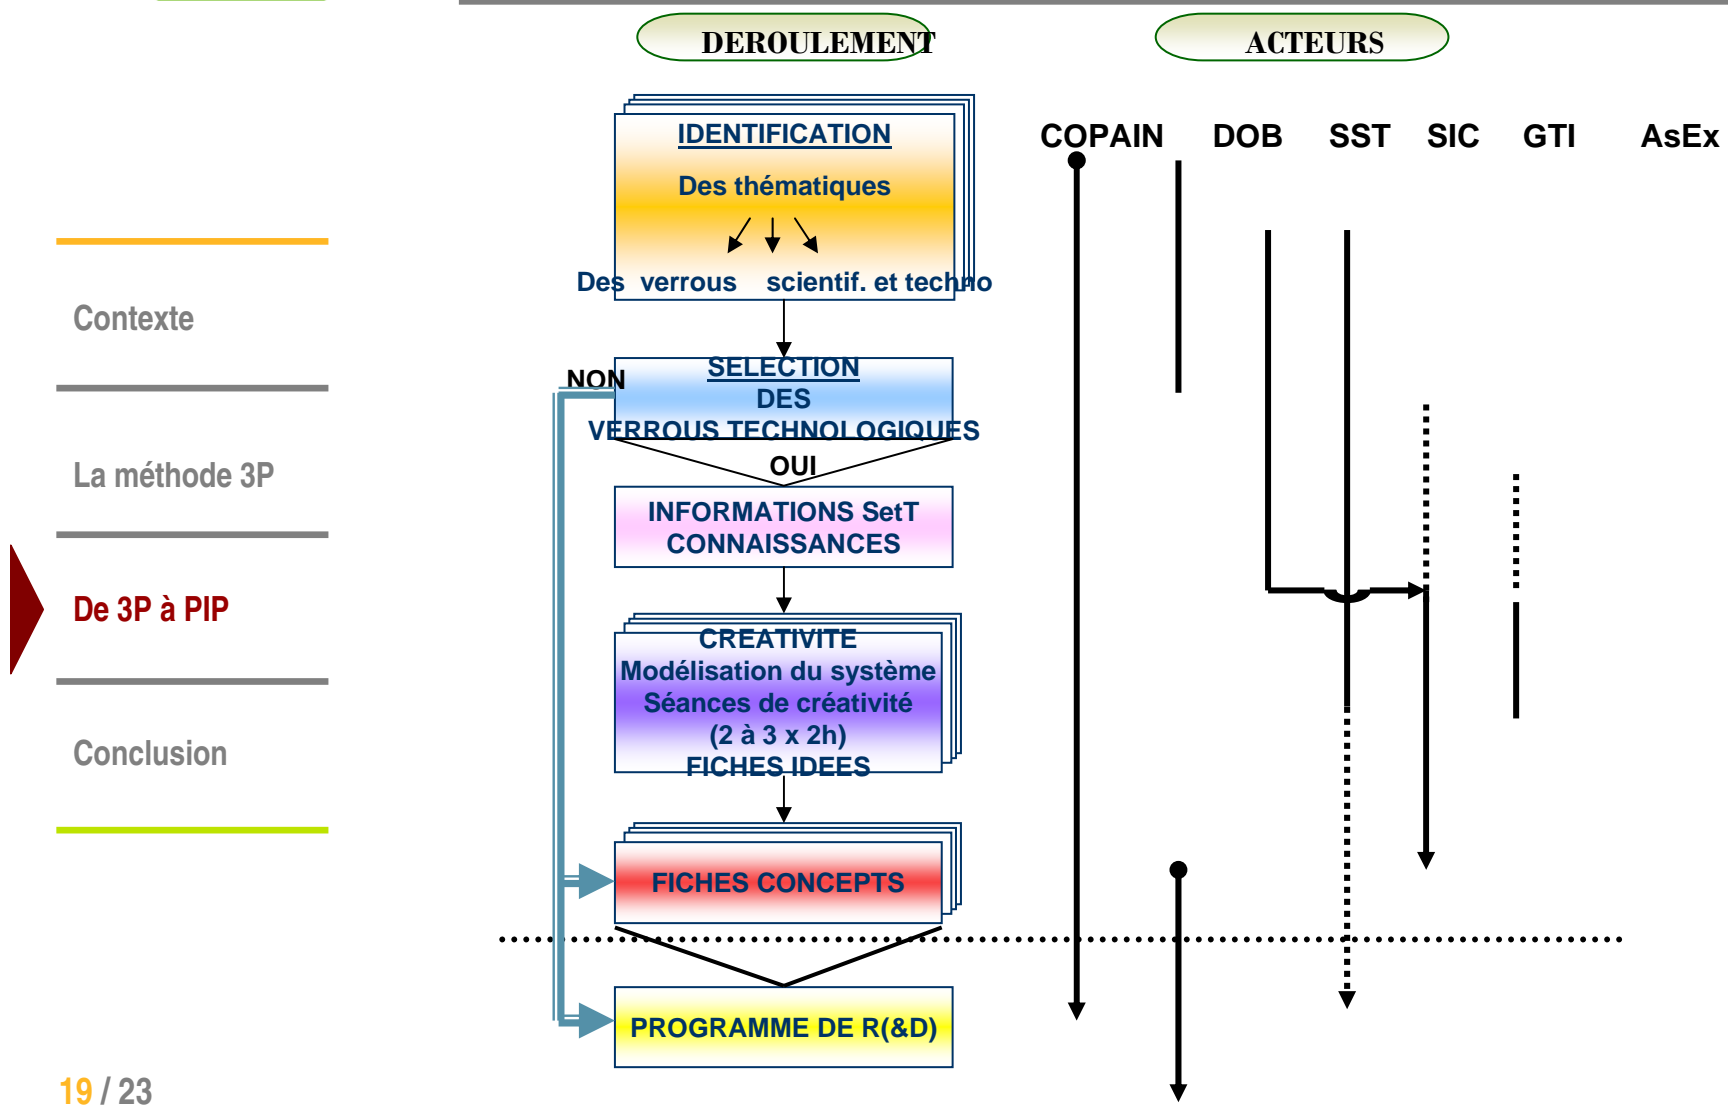 DEROULEMENT
ACTEURS
IDENTIFICATION
Des thématiques
Des verrous scientif. et techno
COPAIN DOB SST SIC GTI AsEx
Contexte
La méthode 3P
De 3P à PIP
Conclusion
NON
SELECTION
DES
VERROUS TECHNOLOGIQUES
OUI
INFORMATIONS SetT
CONNAISSANCES
CREATIVITE
Modélisation du système
Séances de créativité
(2 à 3 x 2h)
FICHES IDEES
FICHES CONCEPTS
PROGRAMME DE R(&D)
19 / 23